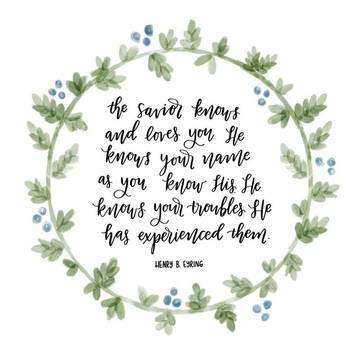 the Savior knows
and loves you. He
knows your name
as you know His. He
knows your troubles. He
has experienced them.
HENRY B. EYRING